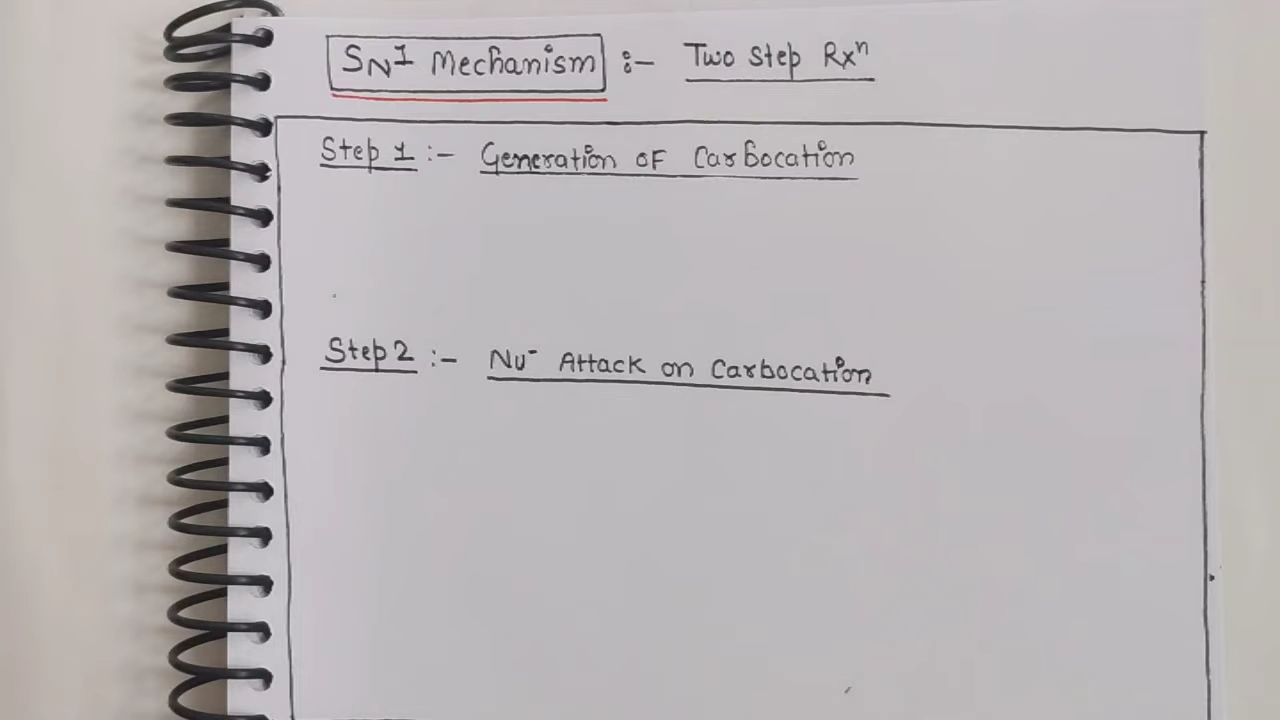 SN1 Mechanism :- Two Step Rxⁿ
Step 1 :- Generation OF Carbocation
Step 2 :- Nu⁻ Attack on Carbocation